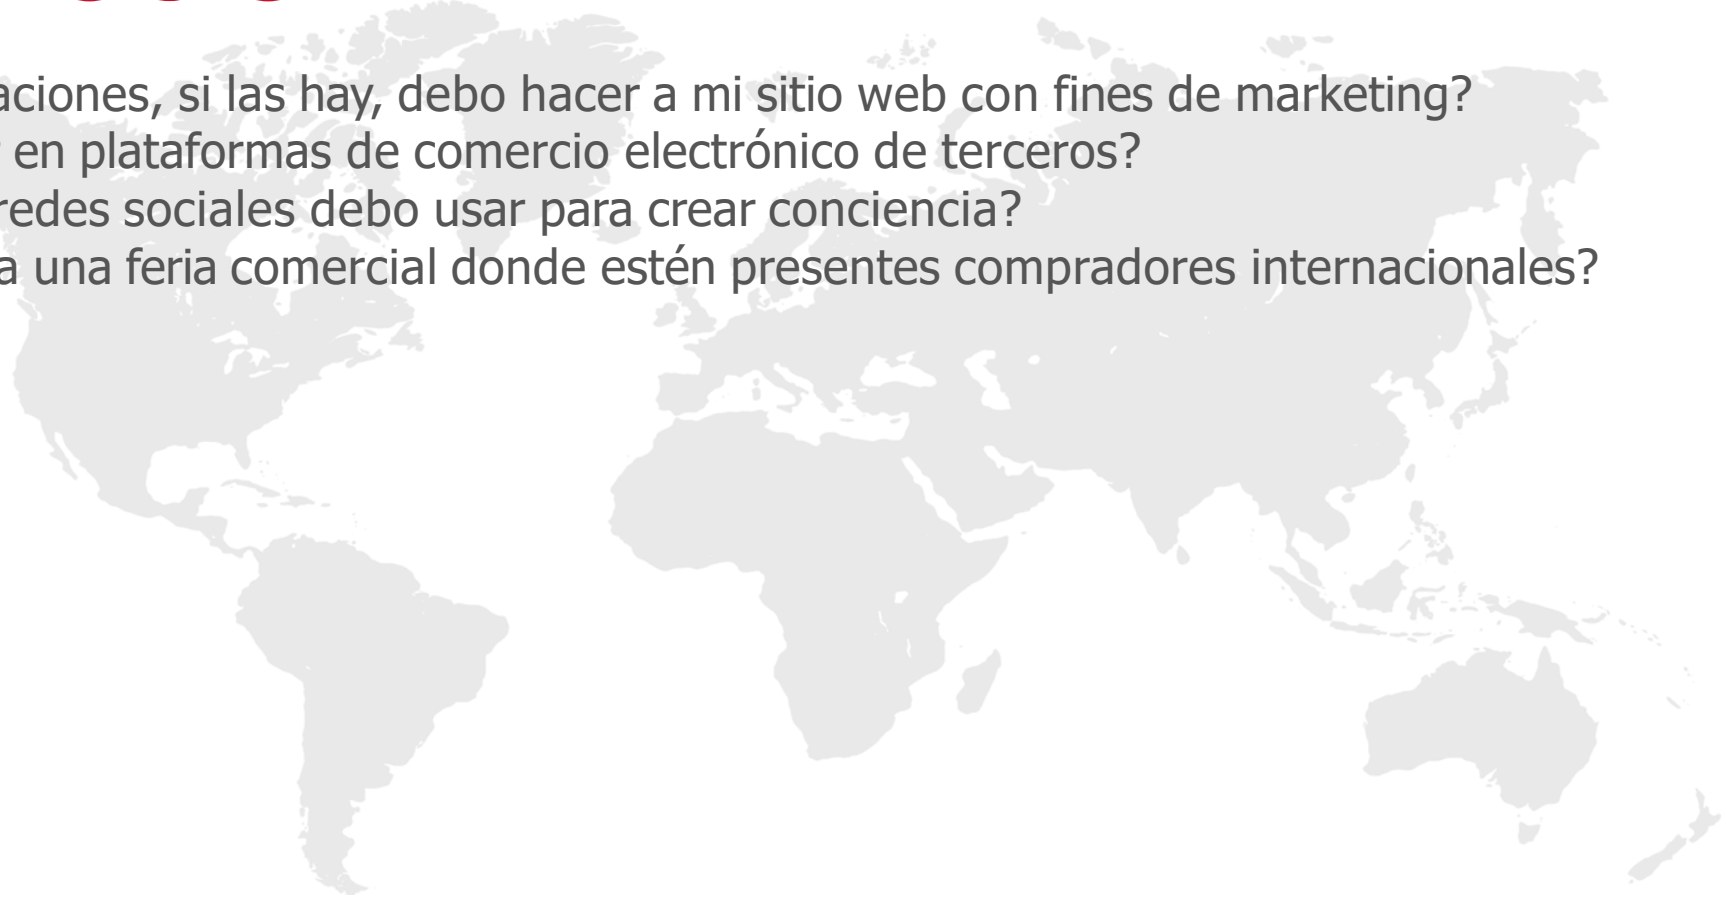 si las hay, debo hacer a mi sitio web con fines de marketing?
en plataformas de comercio electrónico de terceros?
redes sociales debo usar para crear conciencia?
a una feria comercial donde estén presentes compradores internacionales?